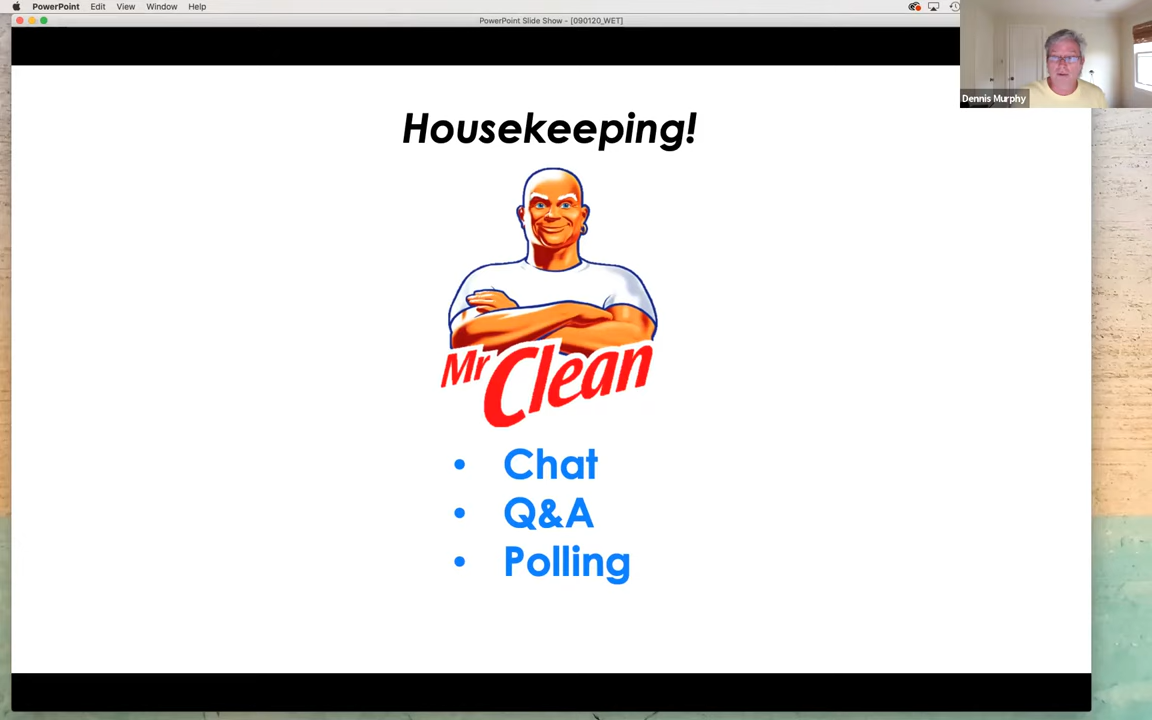 PowerPoint Edit View Window Help
PowerPoint Slide Show - [090120_WET]
Dennis Murphy
Housekeeping!
Mr Clean
• Chat
• Q&A
• Polling